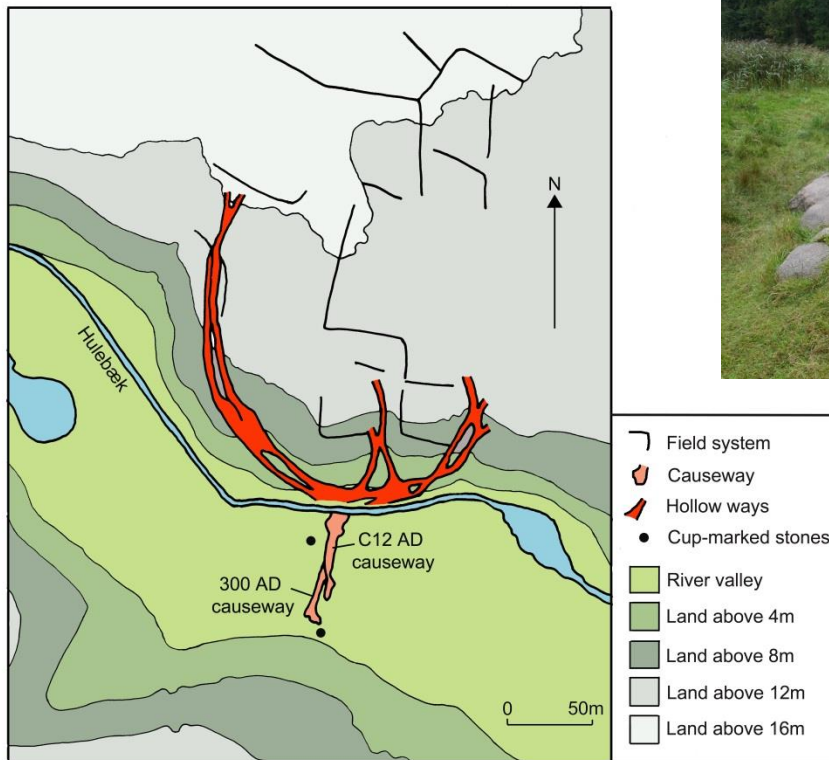 N
Hulebæk
C12 AD
causeway
300 AD
causeway
0 50m
Field system
Causeway
Hollow ways
Cup-marked stones
River valley
Land above 4m
Land above 8m
Land above 12m
Land above 16m